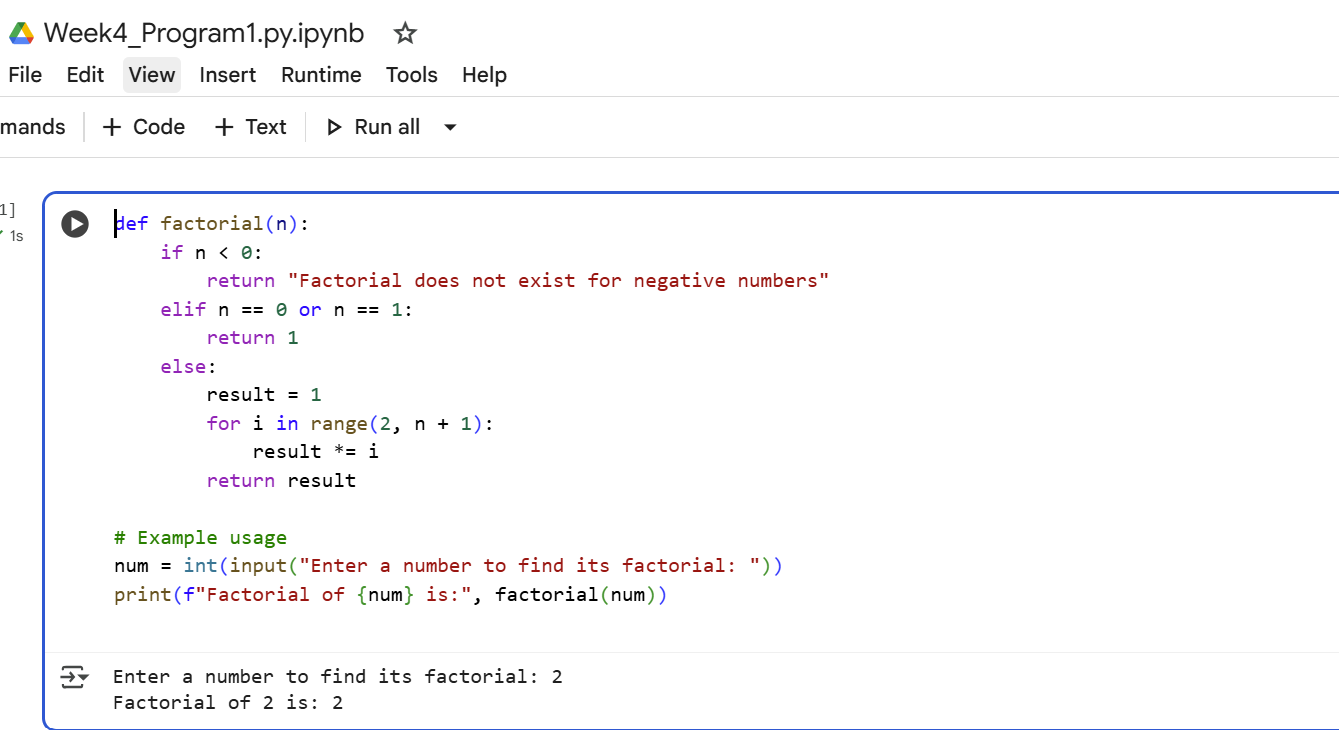 Week4_Program1.py.ipynb
File Edit View Insert Runtime Tools Help
mands + Code + Text Run all
1]
1s
def factorial(n):
    if n < 0:
        return "Factorial does not exist for negative numbers"
    elif n == 0 or n == 1:
        return 1
    else:
        result = 1
        for i in range(2, n + 1):
            result *= i
        return result

# Example usage
num = int(input("Enter a number to find its factorial: "))
print(f"Factorial of {num} is:", factorial(num))
Enter a number to find its factorial: 2
Factorial of 2 is: 2